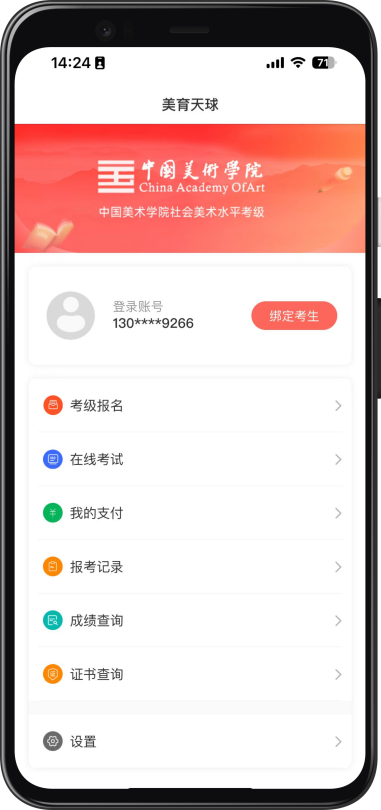 14:24
71
美育天球
中国美术学院
China Academy OfArt
中国美术学院社会美术水平考级
登录账号
130****9266
绑定考生
考级报名
在线考试
我的支付
报考记录
成绩查询
证书查询
设置